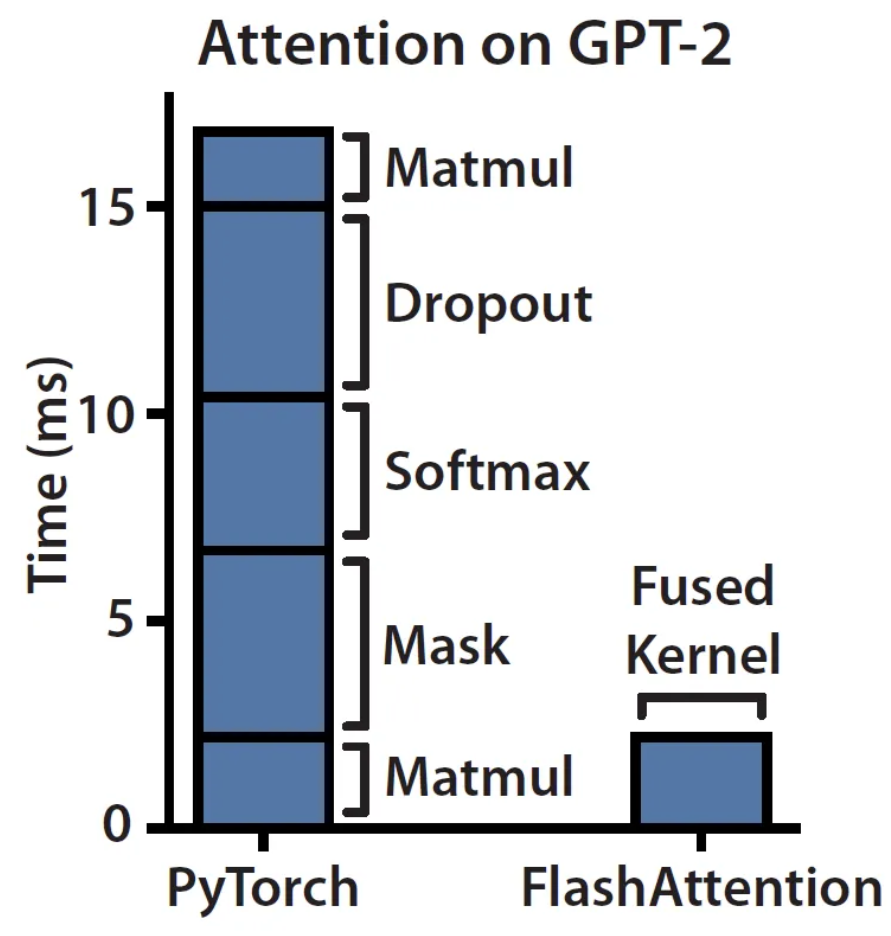 Attention on GPT-2
Time (ms)
15
10
5
0
Matmul
Dropout
Softmax
Mask
Matmul
Fused
Kernel
PyTorch
FlashAttention